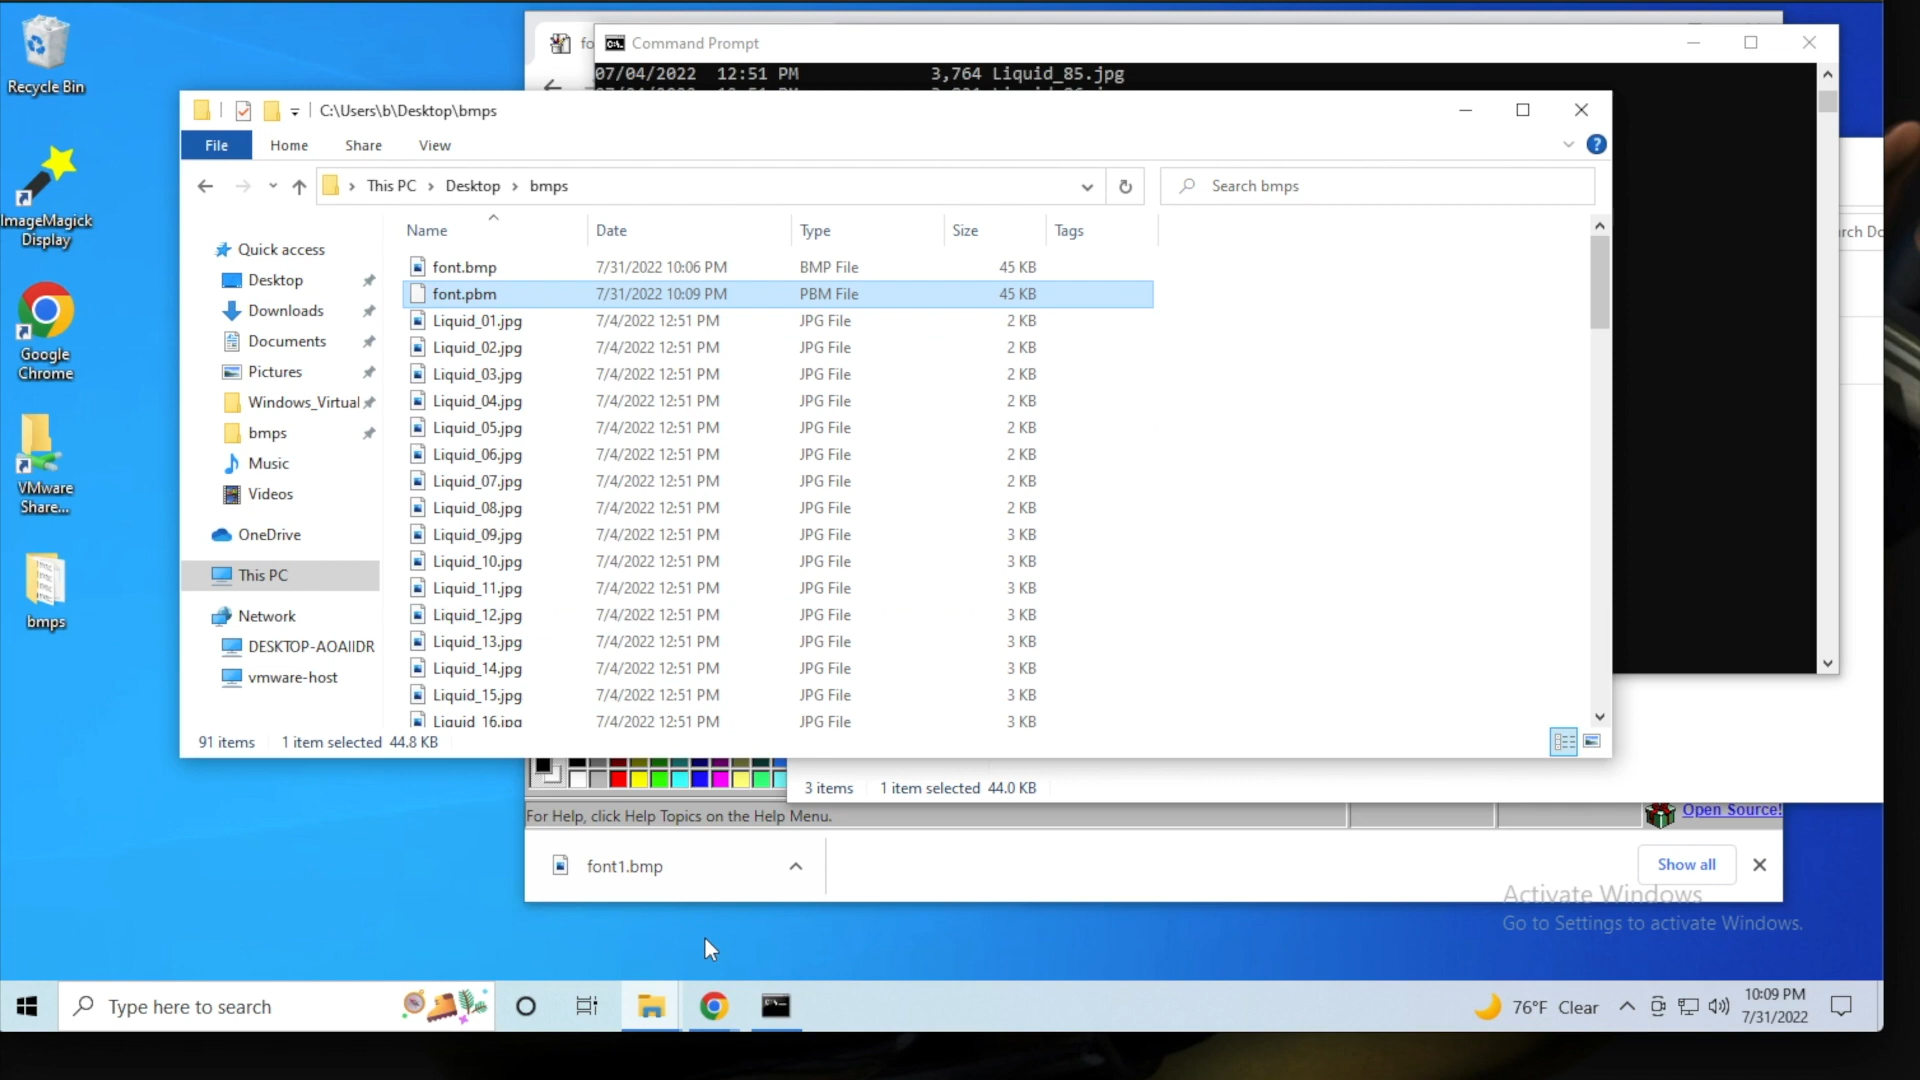 Recycle Bin
ImageMagick
Display
Google
Chrome
VMware
Share...
bmps
fo
Command Prompt
07/04/2022 12:51 PM 3,764 Liquid_85.jpg
C:\Users\b\Desktop\bmps
File Home Share View
This PC Desktop bmps
Search bmps
Quick access
Desktop
Downloads
Documents
Pictures
Windows_Virtual
bmps
Music
Videos
OneDrive
This PC
Network
DESKTOP-AOAIIDR
vmware-host
Name Date Type Size Tags
font.bmp 7/31/2022 10:06 PM BMP File 45 KB
font.pbm 7/31/2022 10:09 PM PBM File 45 KB
Liquid_01.jpg 7/4/2022 12:51 PM JPG File 2 KB
Liquid_02.jpg 7/4/2022 12:51 PM JPG File 2 KB
Liquid_03.jpg 7/4/2022 12:51 PM JPG File 2 KB
Liquid_04.jpg 7/4/2022 12:51 PM JPG File 2 KB
Liquid_05.jpg 7/4/2022 12:51 PM JPG File 2 KB
Liquid_06.jpg 7/4/2022 12:51 PM JPG File 2 KB
Liquid_07.jpg 7/4/2022 12:51 PM JPG File 2 KB
Liquid_08.jpg 7/4/2022 12:51 PM JPG File 2 KB
Liquid_09.jpg 7/4/2022 12:51 PM JPG File 3 KB
Liquid_10.jpg 7/4/2022 12:51 PM JPG File 3 KB
Liquid_11.jpg 7/4/2022 12:51 PM JPG File 3 KB
Liquid_12.jpg 7/4/2022 12:51 PM JPG File 3 KB
Liquid_13.jpg 7/4/2022 12:51 PM JPG File 3 KB
Liquid_14.jpg 7/4/2022 12:51 PM JPG File 3 KB
Liquid_15.jpg 7/4/2022 12:51 PM JPG File 3 KB
Liquid_16.jpg 7/4/2022 12:51 PM JPG File 3 KB
91 items 1 item selected 44.8 KB
rch Do
3 items 1 item selected 44.0 KB
For Help, click Help Topics on the Help Menu.
Open Source!
font1.bmp
Show all
Activate Windows
Go to Settings to activate Windows.
Type here to search
76°F Clear
10:09 PM
7/31/2022